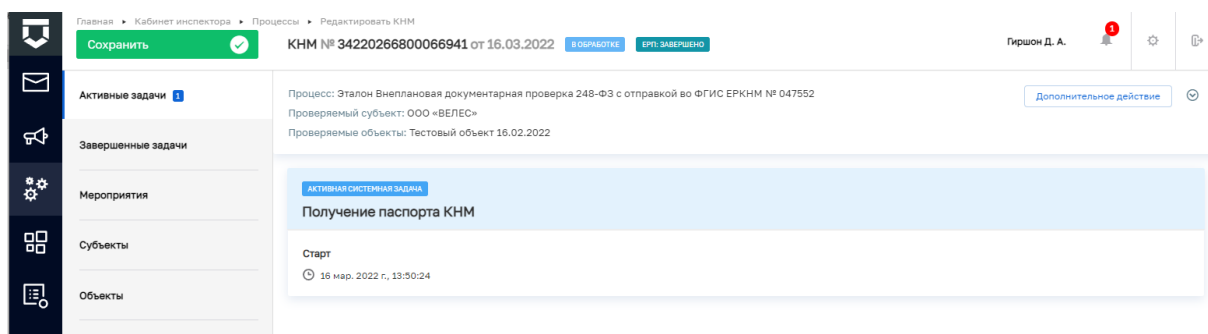 Главная ▸ Кабинет инспектора ▸ Процессы ▸ Редактировать КНМ
Сохранить
КНМ № 34220266800066941 от 16.03.2022 В ОБРАБОТКЕ ЕРП: ЗАВЕРШЕНО
Гиршон Д. А.
1
Активные задачи 1
Завершенные задачи
Мероприятия
Субъекты
Объекты
Процесс: Эталон Внеплановая документарная проверка 248-ФЗ с отправкой во ФГИС ЕРКНМ № 047552
Проверяемый субъект: ООО «ВЕЛЕС»
Проверяемые объекты: Тестовый объект 16.02.2022
Дополнительное действие
АКТИВНАЯ СИСТЕМНАЯ ЗАДАЧА
Получение паспорта КНМ
Старт
16 мар. 2022 г., 13:50:24